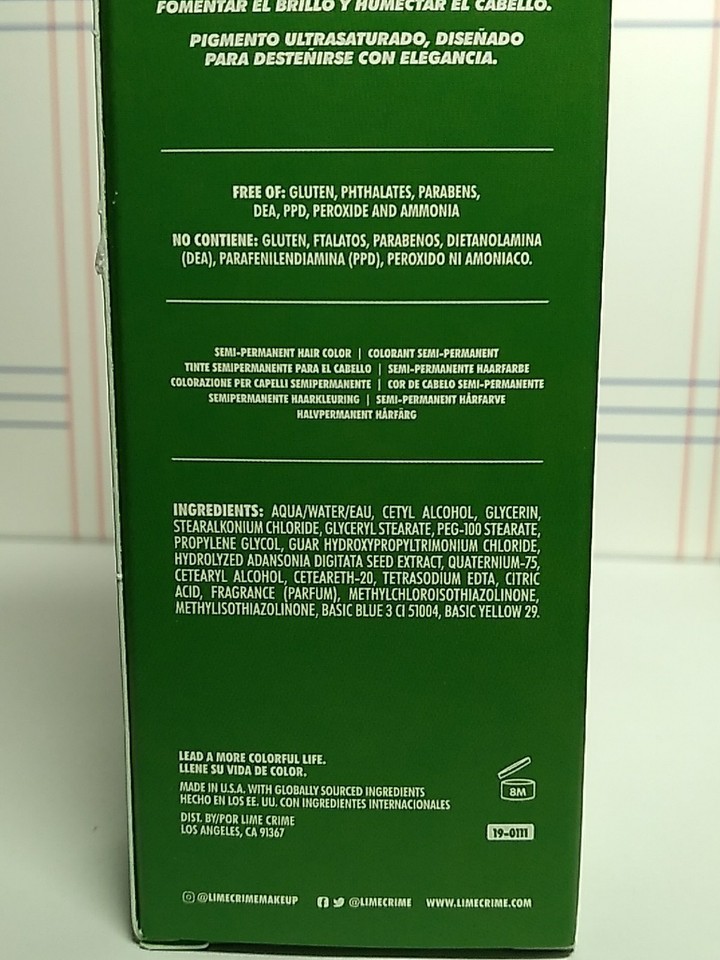 FOMENTAR EL BRILLO Y HUMECTAR EL CABELLO.
PIGMENTO ULTRASATURADO, DISEÑADO
PARA DESTEÑIRSE CON ELEGANCIA.
FREE OF: GLUTEN, PHTHALATES, PARABENS,
DEA, PPD, PEROXIDE AND AMMONIA
NO CONTIENE: GLUTEN, FTALATOS, PARABENOS, DIETANOLAMINA
(DEA), PARAFENILENDIAMINA (PPD), PEROXIDO NI AMONIACO.
SEMI-PERMANENT HAIR COLOR | COLORANT SEMI-PERMANENT
TINTE SEMIPERMANENTE PARA EL CABELLO | SEMI-PERMANENTE HAARFARBE
COLORAZIONE PER CAPELLI SEMIPERMANENTE | COR DE CABELO SEMI-PERMANENTE
SEMIPERMANENTE HAARKLEURING | SEMI-PERMANENT HÅRFARVE
HALVPERMANENT HÅRFÄRG
INGREDIENTS: AQUA/WATER/EAU, CETYL ALCOHOL, GLYCERIN,
STEARALKONIUM CHLORIDE, GLYCERYL STEARATE, PEG-100 STEARATE,
PROPYLENE GLYCOL, GUAR HYDROXYPROPYLTRIMONIUM CHLORIDE,
HYDROLYZED ADANSONIA DIGITATA SEED EXTRACT, QUATERNIUM-75,
CETEARYL ALCOHOL, CETEARETH-20, TETRASODIUM EDTA, CITRIC
ACID, FRAGRANCE (PARFUM), METHYLCHLOROISOTHIAZOLINONE,
METHYLISOTHIAZOLINONE, BASIC BLUE 3 CI 51004, BASIC YELLOW 29.
LEAD A MORE COLORFUL LIFE.
LLENE SU VIDA DE COLOR.
MADE IN U.S.A. WITH GLOBALLY SOURCED INGREDIENTS
HECHO EN LOS EE. UU. CON INGREDIENTES INTERNACIONALES
8M
DIST. BY/POR LIME CRIME
LOS ANGELES, CA 91367
19-0111
@LIMECRIMEMAKEUP @LIMECRIME WWW.LIMECRIME.COM